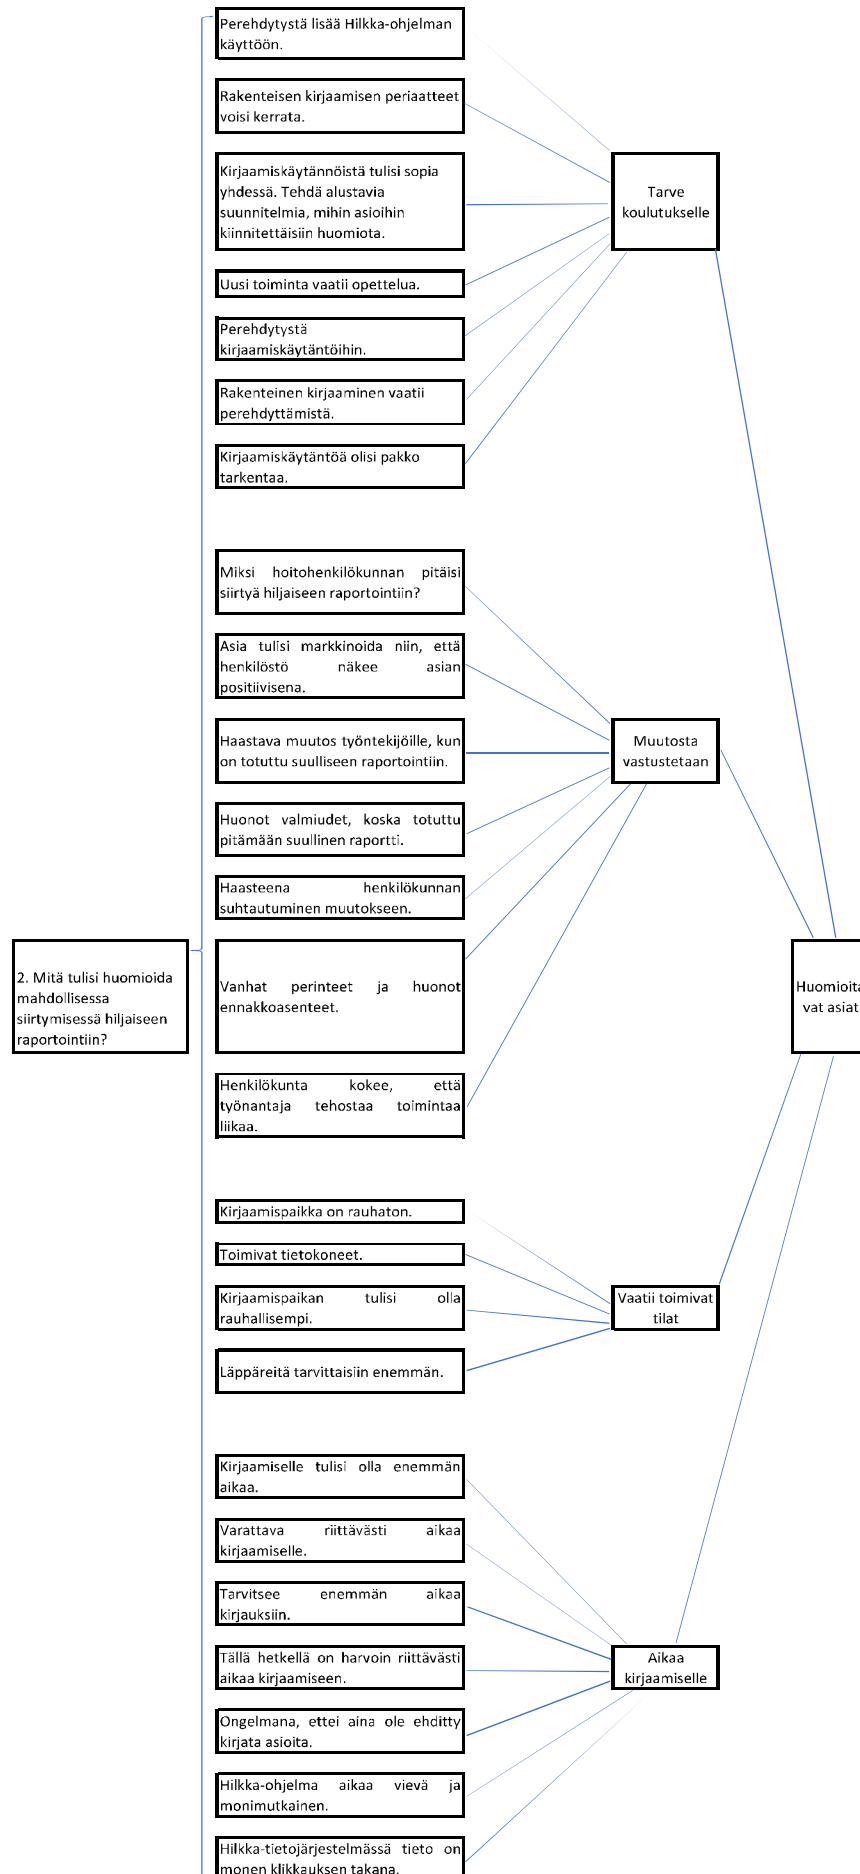 Perehdytystä lisää Hilkka-ohjelman
käyttöön.
Rakenteisen kirjaamisen periaatteet
voisi kerrata.
Kirjaamiskäytännöistä tulisi sopia
yhdessä. Tehdä alustavia
suunnitelmia, mihin asioihin
kiinnitettäisiin huomiota.
Uusi toiminta vaatii opettelua.
Perehdytystä
kirjaamiskäytäntöihin.
Rakenteinen kirjaaminen vaatii
perehdyttämistä.
Kirjaamiskäytäntöä olisi pakko
tarkentaa.
Tarve
koulutukselle
Miksi hoitohenkilökunnan pitäisi
siirtyä hiljaiseen raportointiin?
Asia tulisi markkinoida niin, että
henkilöstö näkee asian
positiivisena.
Haastava muutos työntekijöille, kun
on totuttu suulliseen raportointiin.
Huonot valmiudet, koska totuttu
pitämään suullinen raportti.
Haasteena henkilökunnan
suhtautuminen muutokseen.
Vanhat perinteet ja huonot
ennakkoasenteet.
Henkilökunta kokee, että
työnantaja tehostaa toimintaa
liikaa.
Muutosta
vastustetaan
2. Mitä tulisi huomioida
mahdollisessa
siirtymisessä hiljaiseen
raportointiin?
Huomioita
vat asiat
Kirjaamispaikka on rauhaton.
Toimivat tietokoneet.
Kirjaamispaikan tulisi olla
rauhallisempi.
Läppäreitä tarvittaisiin enemmän.
Vaatii toimivat
tilat
Kirjaamiselle tulisi olla enemmän
aikaa.
Varattava riittävästi aikaa
kirjaamiselle.
Tarvitsee enemmän aikaa
kirjauksiin.
Tällä hetkellä on harvoin riittävästi
aikaa kirjaamiseen.
Ongelmana, ettei aina ole ehditty
kirjata asioita.
Hilkka-ohjelma aikaa vievä ja
monimutkainen.
Hilkka-tietojärjestelmässä tieto on
monen klikkauksen takana.
Aikaa
kirjaamiselle